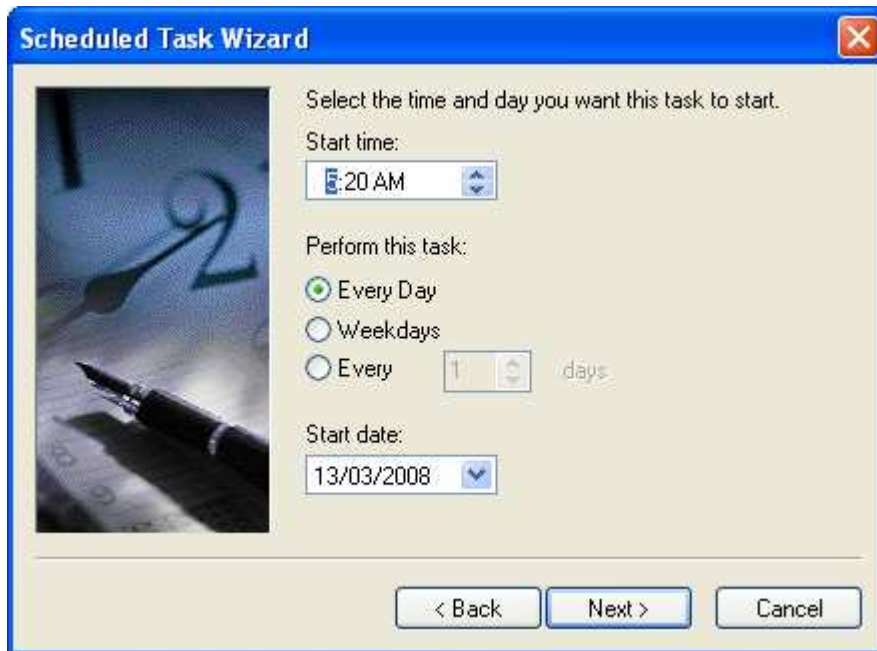 Scheduled Task Wizard
Select the time and day you want this task to start.
Start time:
5:20 AM
Perform this task:
Every Day
Weekdays
Every 1 days
Start date:
13/03/2008
< Back Next > Cancel